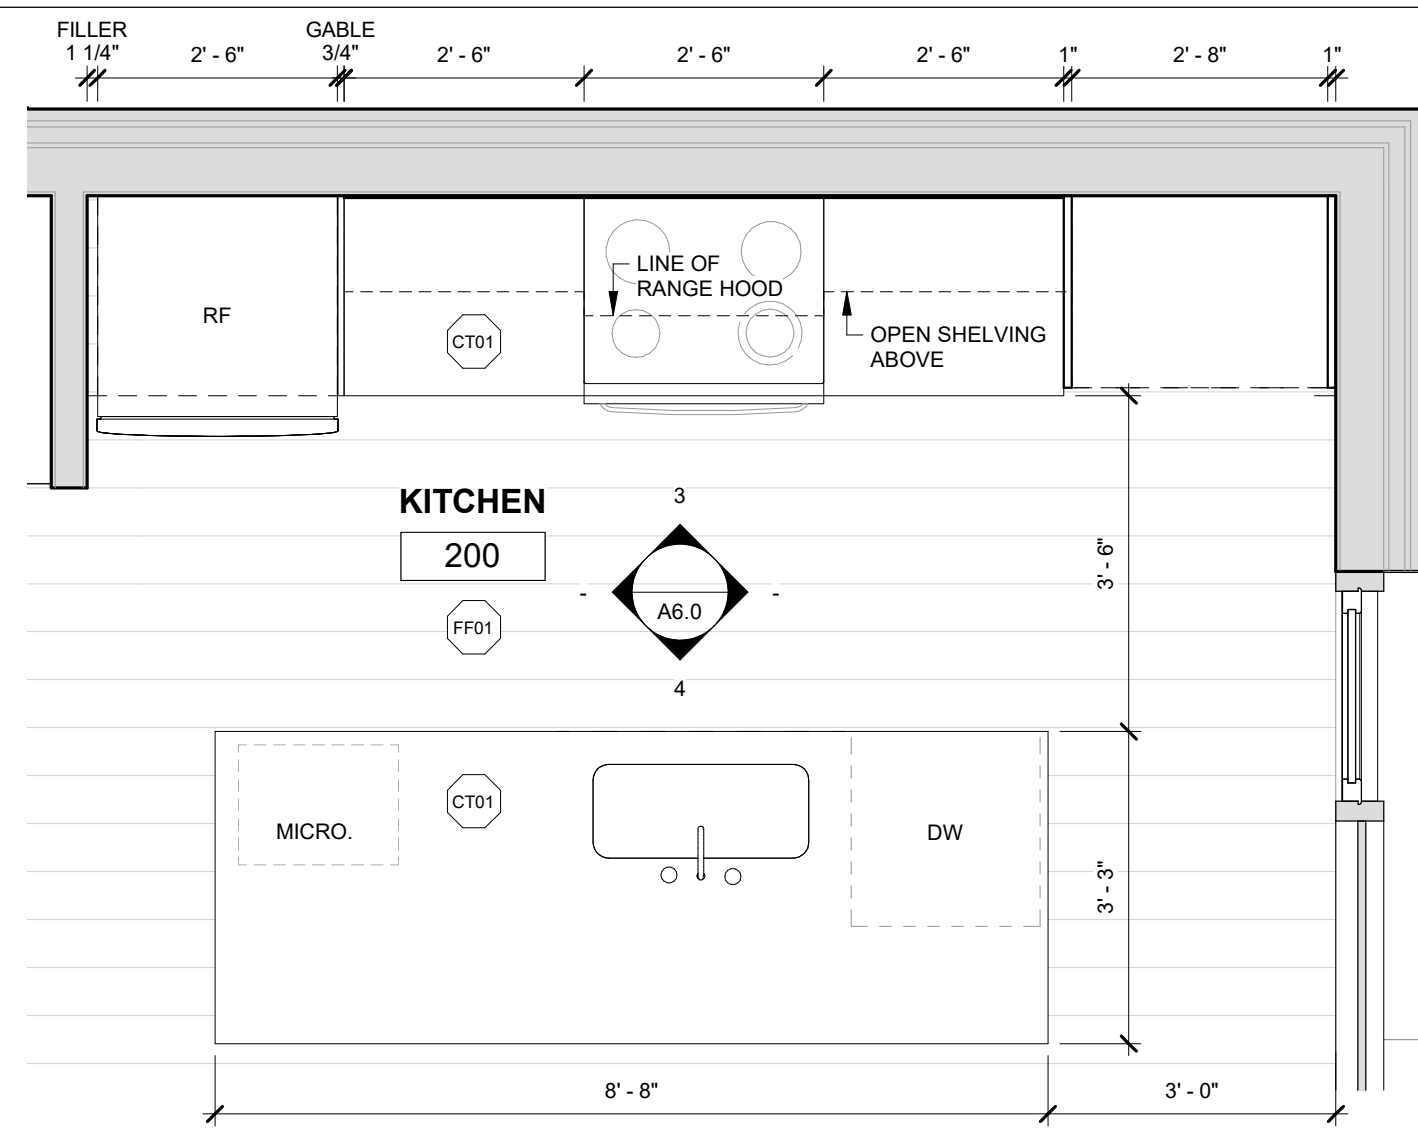 FILLER
1 1/4"
2' - 6"
GABLE
3/4"
2' - 6"
2' - 6"
2' - 6"
1"
2' - 8"
1"
RF
CT01
LINE OF
RANGE HOOD
OPEN SHELVING
ABOVE
KITCHEN
200
FF01
3
-
A6.0
-
4
3' - 6"
MICRO.
CT01
DW
3' - 3"
8' - 8"
3' - 0"